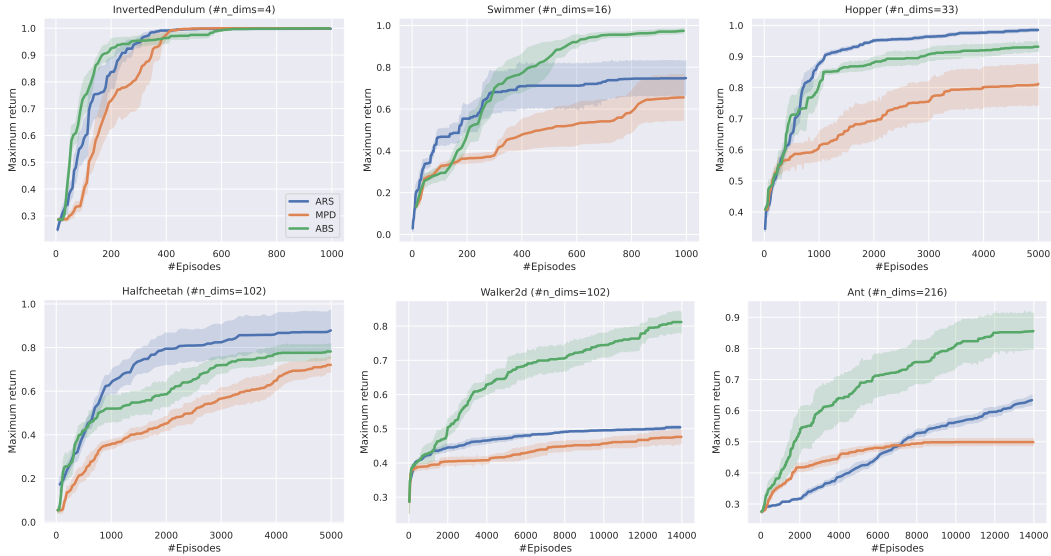 InvertedPendulum (#n_dims=4)
Maximum return
1.0
0.9
0.8
0.7
0.6
0.5
0.4
0.3
ARS
MPD
ABS
0 200 400 600 800 1000
#Episodes
Swimmer (#n_dims=16)
Maximum return
1.0
0.8
0.6
0.4
0.2
0.0
0 200 400 600 800 1000
#Episodes
Hopper (#n_dims=33)
Maximum return
1.0
0.9
0.8
0.7
0.6
0.5
0.4
0 1000 2000 3000 4000 5000
#Episodes
Halfcheetah (#n_dims=102)
Maximum return
1.0
0.8
0.6
0.4
0.2
0.0
0 1000 2000 3000 4000 5000
#Episodes
Walker2d (#n_dims=102)
Maximum return
0.8
0.7
0.6
0.5
0.4
0.3
0 2000 4000 6000 8000 10000 12000 14000
#Episodes
Ant (#n_dims=216)
Maximum return
0.9
0.8
0.7
0.6
0.5
0.4
0.3
0 2000 4000 6000 8000 10000 12000 14000
#Episodes